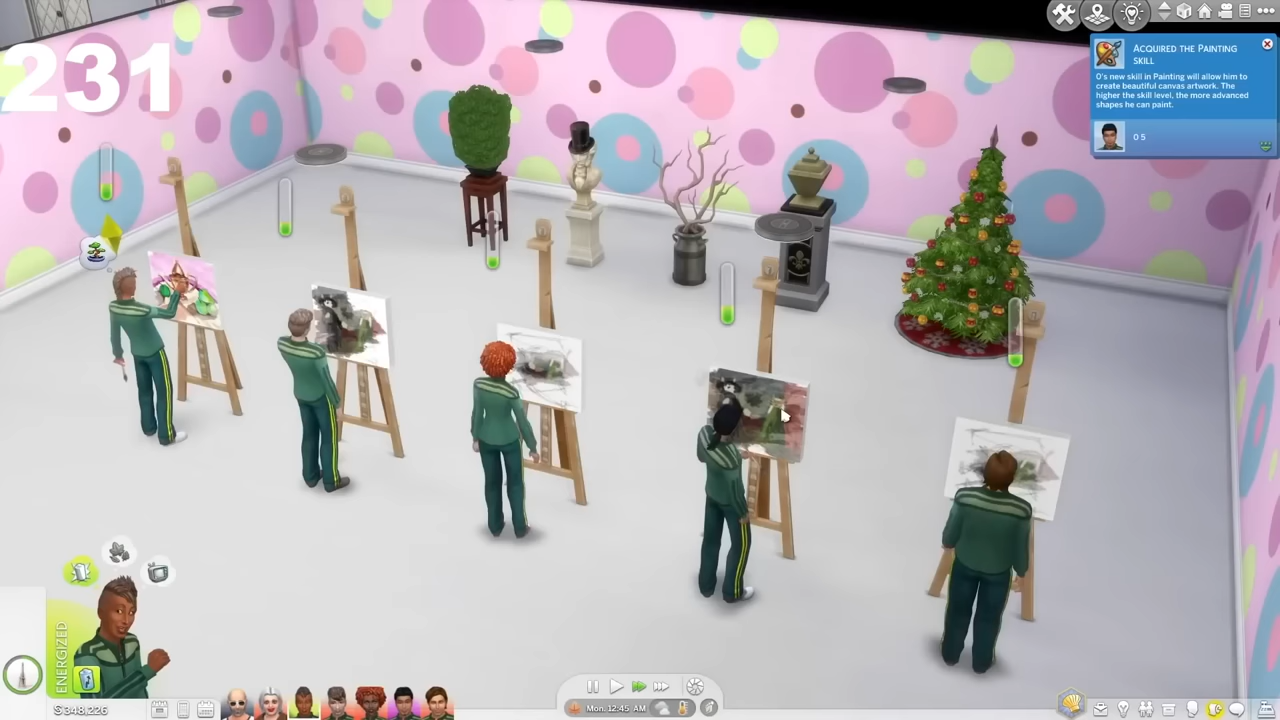 231
ACQUIRED THE PAINTING
SKILL
0's new skill in Painting will allow him to
create beautiful canvas artwork. The
higher the skill level, the more advanced
shapes he can paint.
0 5
ENERGIZED
§348,226
Mon. 12:45 AM